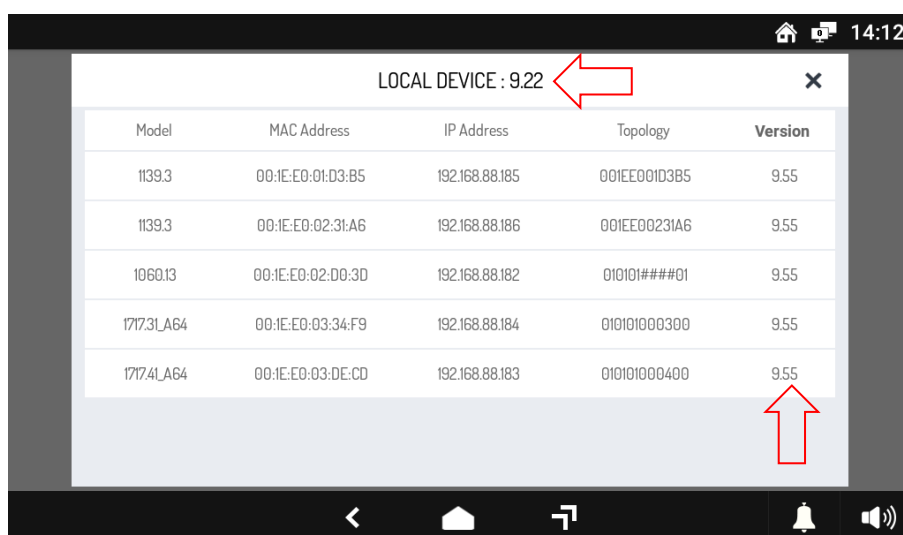 14:12
LOCAL DEVICE : 9.22
Model MAC Address IP Address Topology Version
1139.3 00:1E:E0:01:D3:B5 192.168.88.185 001EE001D3B5 9.55
1139.3 00:1E:E0:02:31:A6 192.168.88.186 001EE00231A6 9.55
1060.13 00:1E:E0:02:D0:3D 192.168.88.182 010101####01 9.55
1717.31_A64 00:1E:E0:03:34:F9 192.168.88.184 010101000300 9.55
1717.41_A64 00:1E:E0:03:DE:CD 192.168.88.183 010101000400 9.55